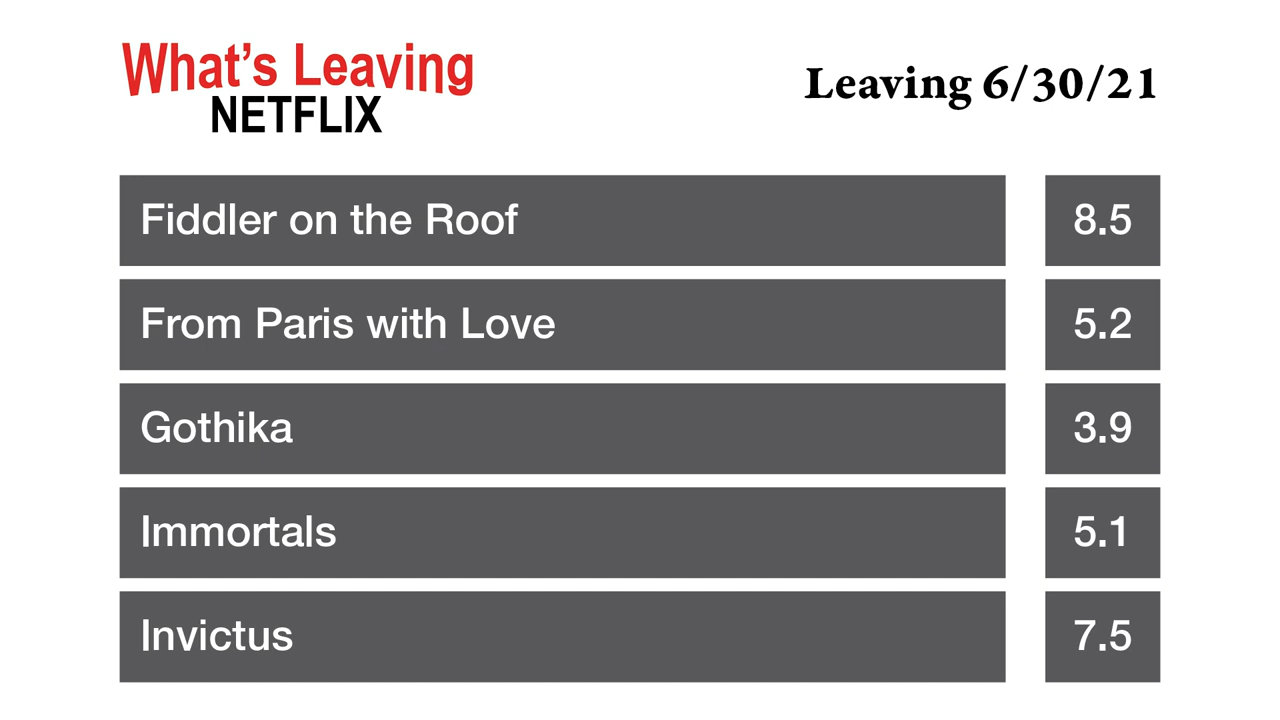 What's Leaving
NETFLIX
Leaving 6/30/21
Fiddler on the Roof 8.5
From Paris with Love 5.2
Gothika 3.9
Immortals 5.1
Invictus 7.5